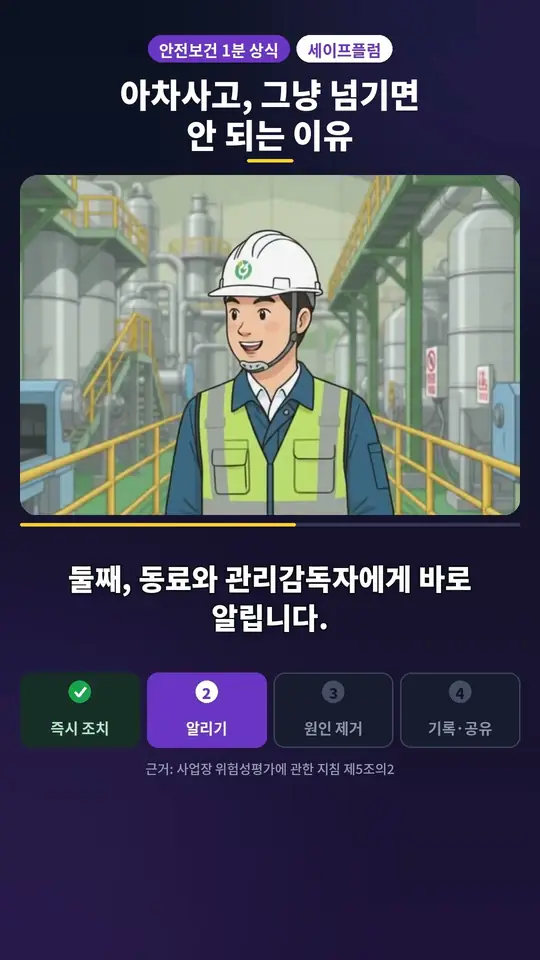 안전보건 1분 상식
세이프플럼
아차사고, 그냥 넘기면
안 되는 이유
둘째, 동료와 관리감독자에게 바로
알립니다.
즉시 조치
2
알리기
3
원인 제거
4
기록·공유
근거: 사업장 위험성평가에 관한 지침 제5조의2